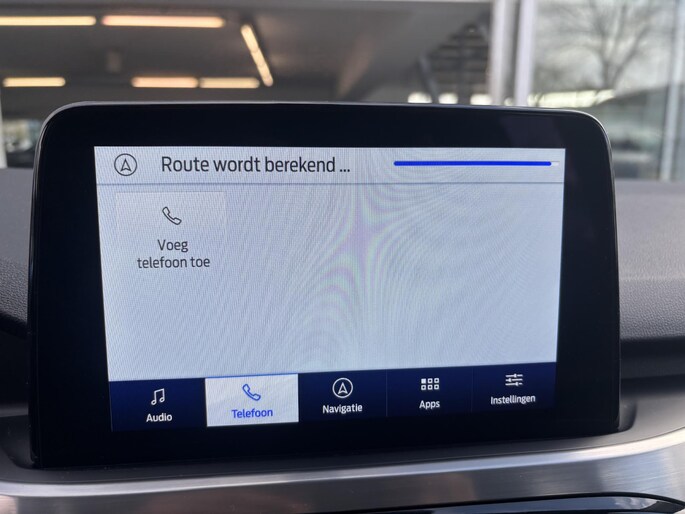 Route wordt berekend ...
Voeg
telefoon toe
Audio
Telefoon
Navigatie
Apps
Instellingen